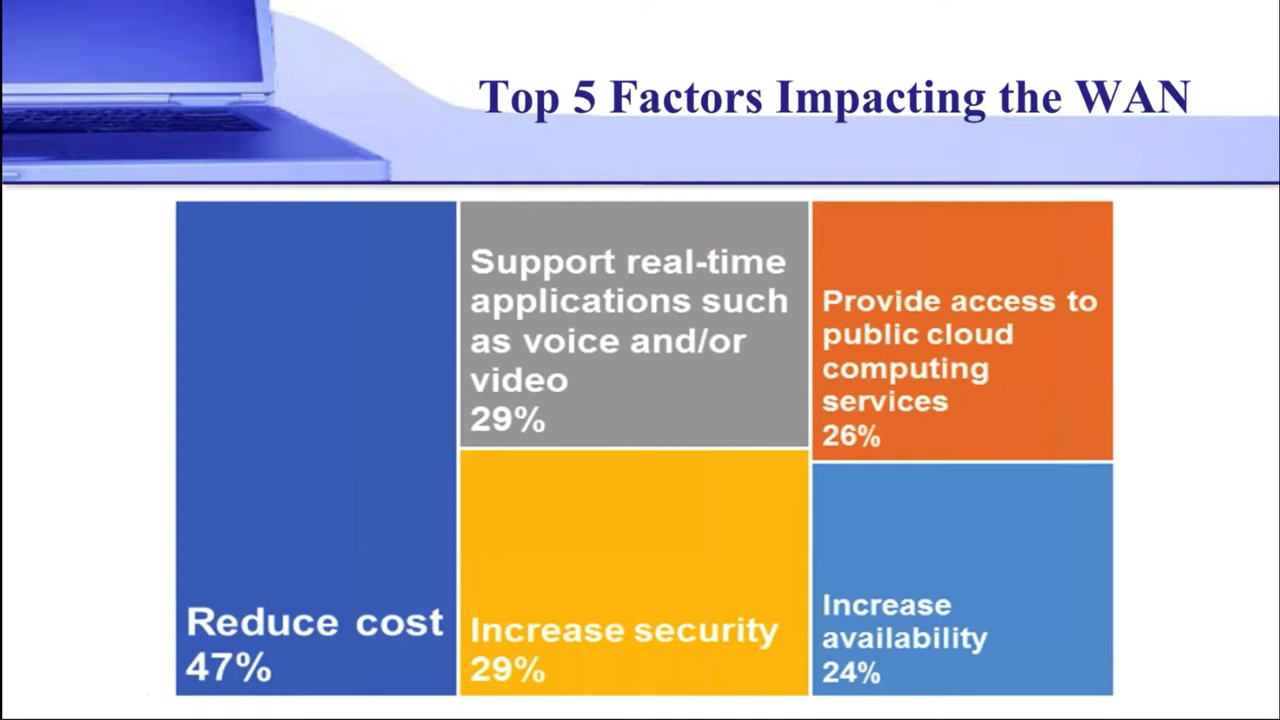 Top 5 Factors Impacting the WAN
Reduce cost
47%
Support real-time
applications such
as voice and/or
video
29%
Increase security
29%
Provide access to
public cloud
computing
services
26%
Increase
availability
24%